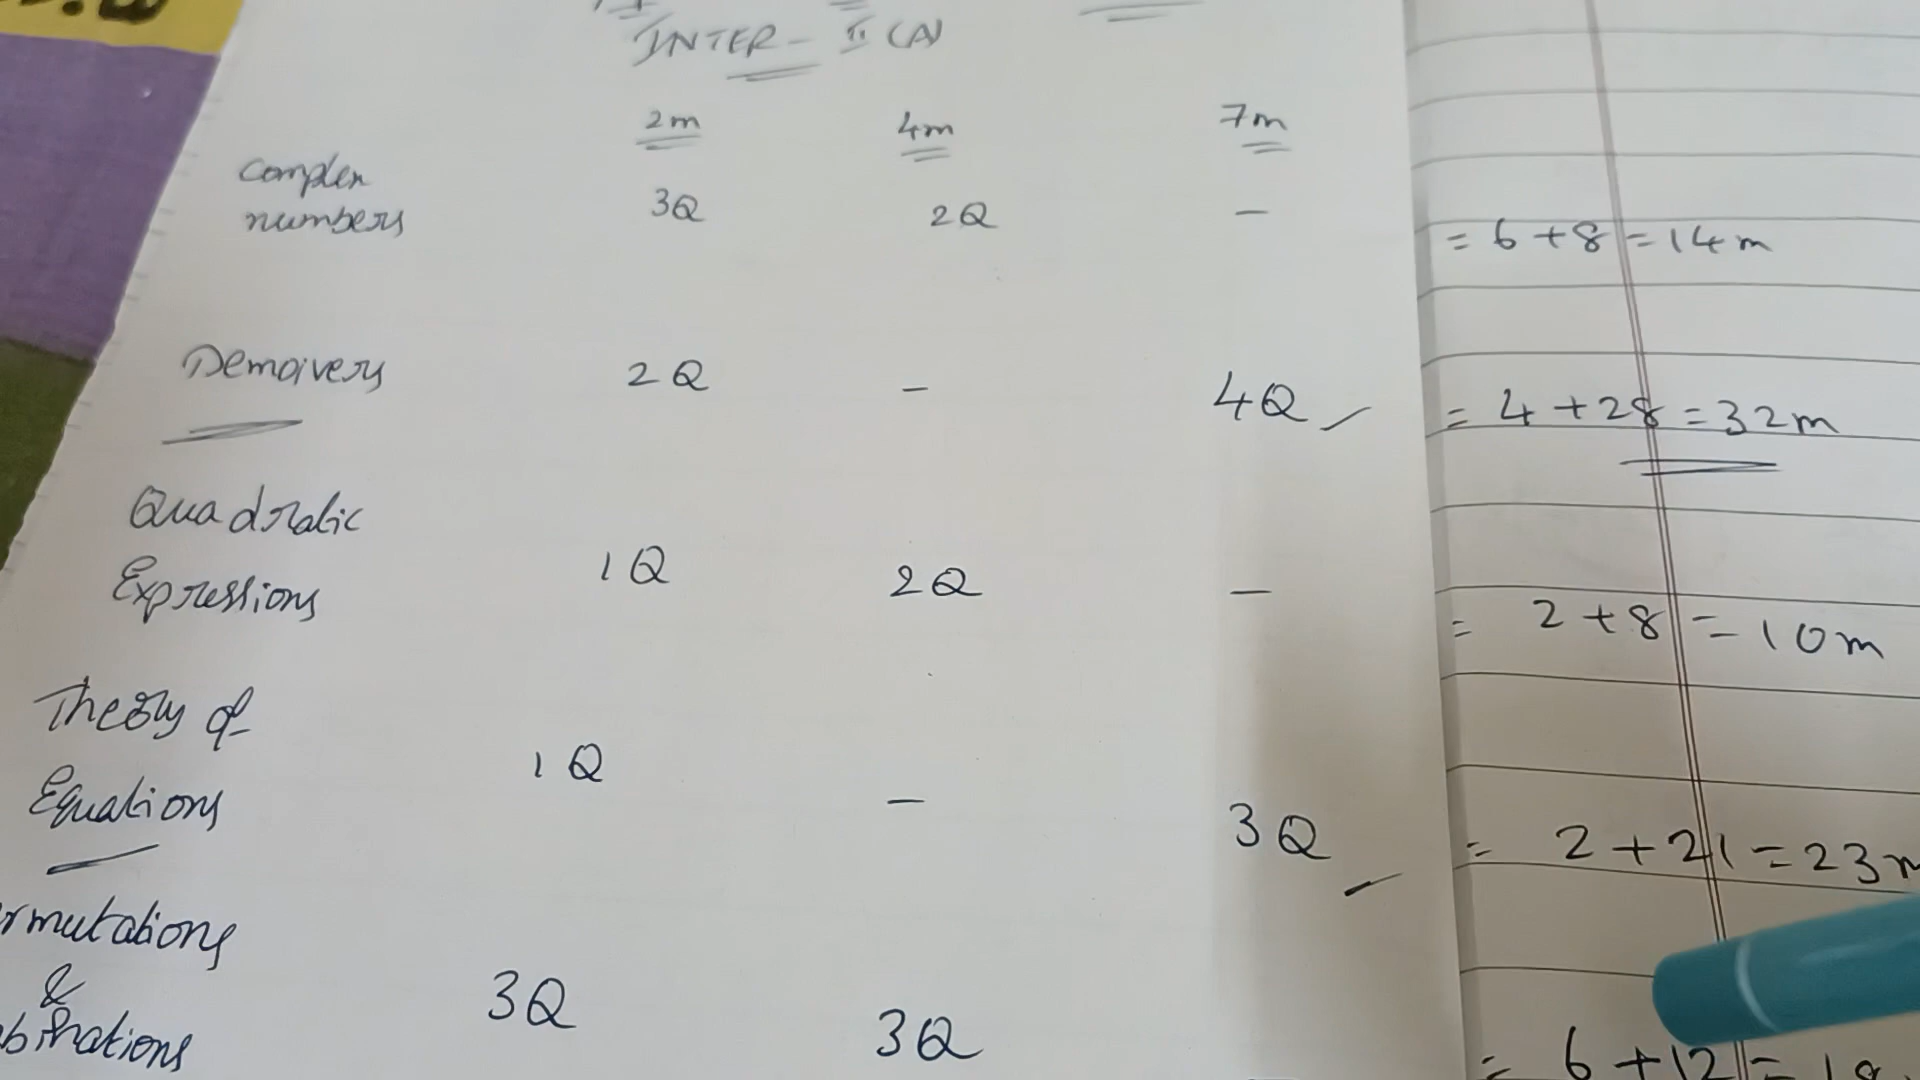 INTER - II (A)
2m 4m 7m
Complex
numbers 3Q 2Q - = 6 + 8 = 14m
Demoivers 2Q - 4Q = 4 + 28 = 32m
Quadratic
Expressions 1Q 2Q - = 2 + 8 = 10m
Theory of
Equations 1Q - 3Q = 2 + 21 = 23m
rmutations
&
binations 3Q 3Q = 6 + 12 =